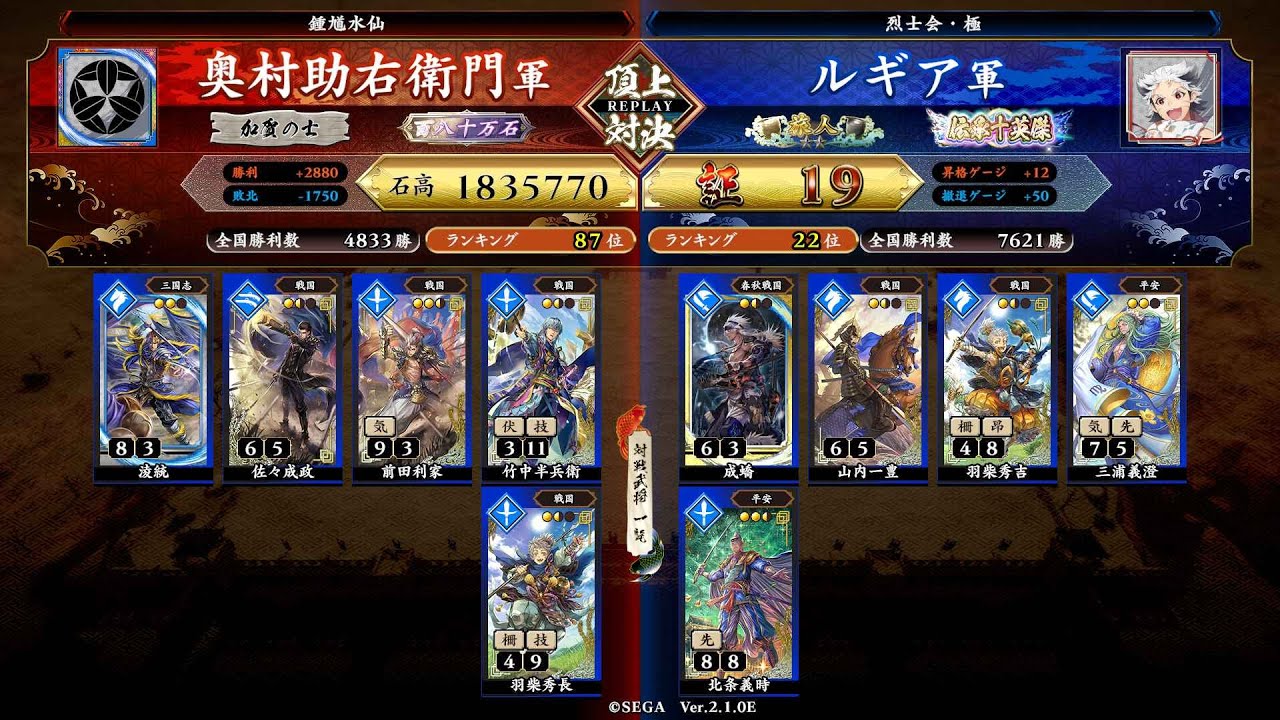 鍾馗水仙
烈士会・極
奥村助右衛門軍
頂上
REPLAY
対決
ルギア軍
加賀の士
百八十万石
旅人
伝承十英傑
勝利 +2880
敗北 -1750
石高 1835770
証 19
昇格ゲージ +12
撤退ゲージ +50
全国勝利数 4833勝
ランキング 87位
ランキング 22位
全国勝利数 7621勝
三国志
8 3
凌統
戦国
6 5
佐々成政
戦国
気
9 3
前田利家
戦国
伏 技
3 11
竹中半兵衛
春秋戦国
6 3
成蟜
戦国
6 5
山内一豊
戦国
柵 昂
4 8
羽柴秀吉
平安
気 先
7 5
三浦義澄
対戦武将一覧
戦国
柵 技
4 9
羽柴秀長
平安
先
8 8
北条義時
©SEGA Ver.2.1.0E